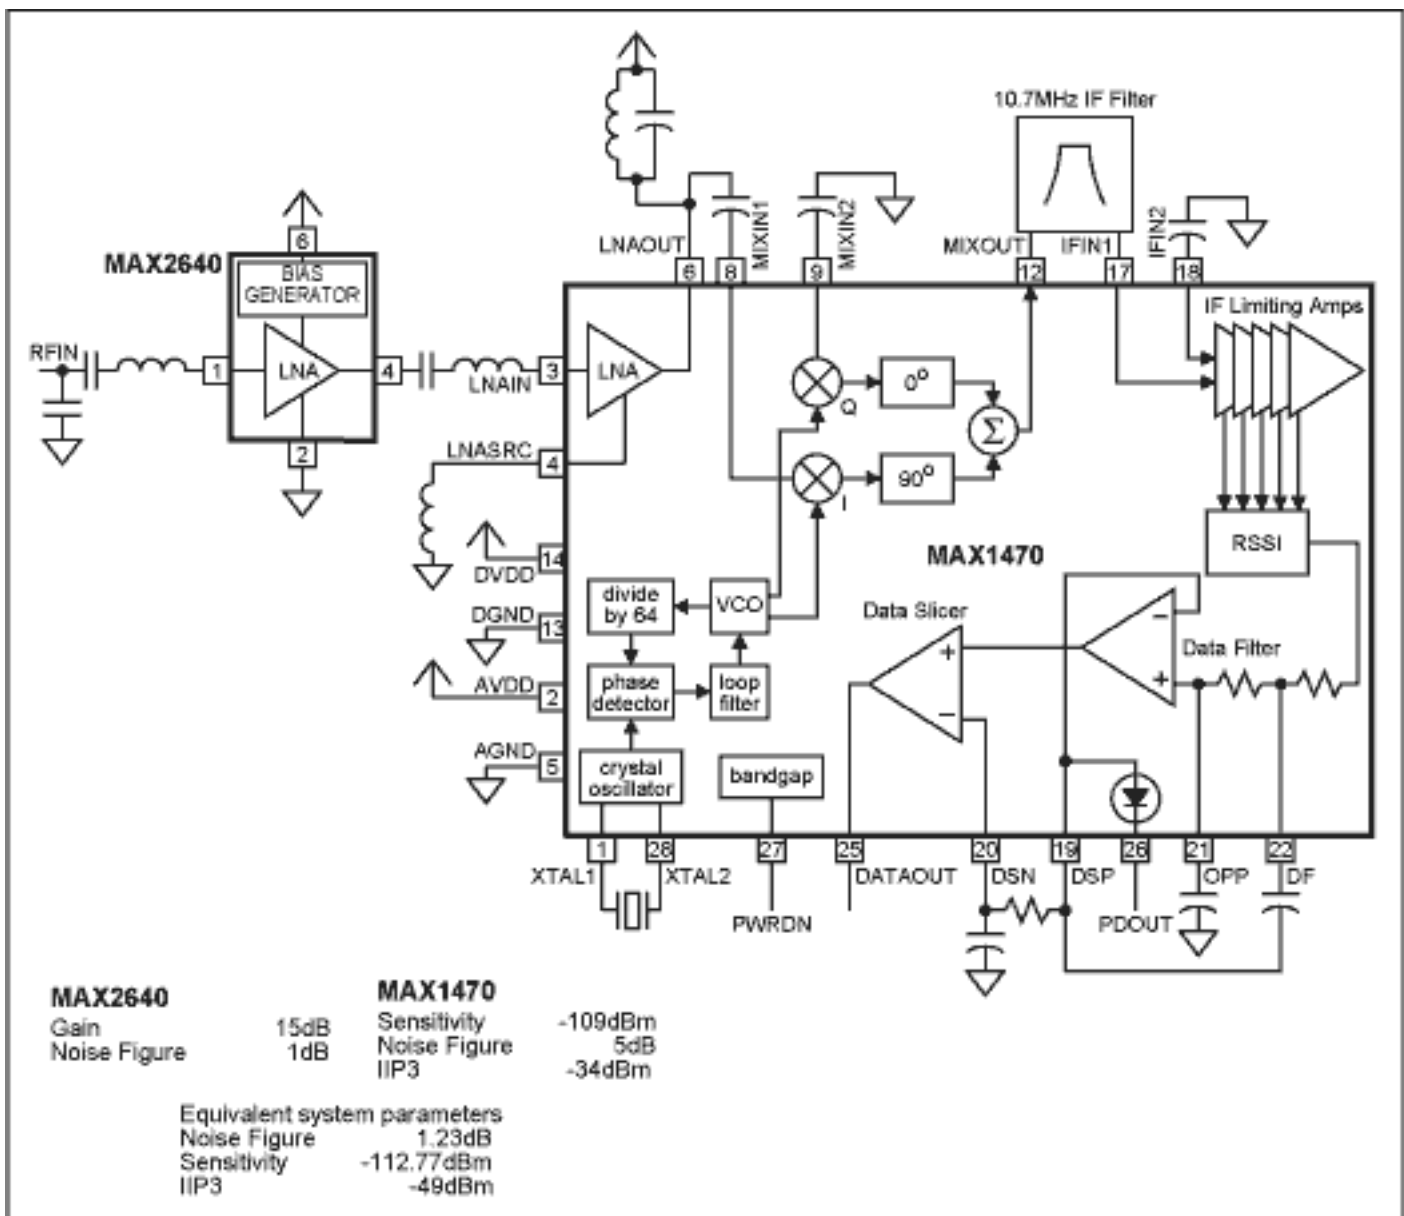 10.7MHz IF Filter
LNAOUT
MIXIN1
MIXIN2
MIXOUT
IFIN1
IFIN2
6
8
9
12
17
18
MAX2640
6
BIAS
GENERATOR
RFIN
1
LNA
4
2
LNAIN
3
LNA
LNASRC
4
IF Limiting Amps
Q
0°
Σ
I
90°
RSSI
MAX1470
14
DVDD
DGND
13
AVDD
2
AGND
5
divide
by 64
VCO
phase
detector
loop
filter
crystal
oscillator
bandgap
Data Slicer
+
−
Data Filter
−
+
1
28
27
25
20
19
26
21
22
XTAL1
XTAL2
PWRDN
DATAOUT
DSN
DSP
PDOUT
OPP
DF
MAX2640
Gain 15dB
Noise Figure 1dB
MAX1470
Sensitivity -109dBm
Noise Figure 5dB
IIP3 -34dBm
Equivalent system parameters
Noise Figure 1.23dB
Sensitivity -112.77dBm
IIP3 -49dBm